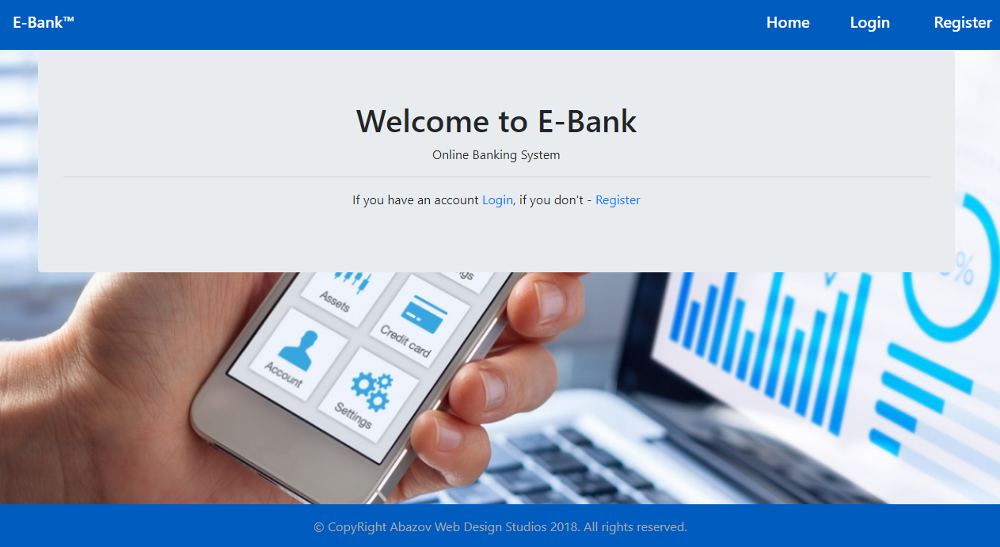 E-Bank™
Home Login Register
Welcome to E-Bank
Online Banking System
If you have an account Login, if you don't - Register
%
Assets
Credit card
Account
Settings
© CopyRight Abazov Web Design Studios 2018. All rights reserved.